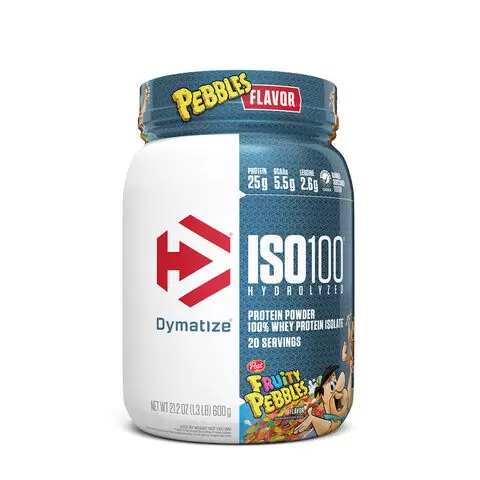 PEBBLES FLAVOR
PROTEIN 25g
BCAAs 5.5g
LEUCINE 2.6g
ISO100
HYDROLYZED
PROTEIN POWDER
100% WHEY PROTEIN ISOLATE
20 SERVINGS
Dymatize®
Post
FRUITY
PEBBLES
FLAVOR
NET WT 21.2 OZ (1.3 LB) 600g